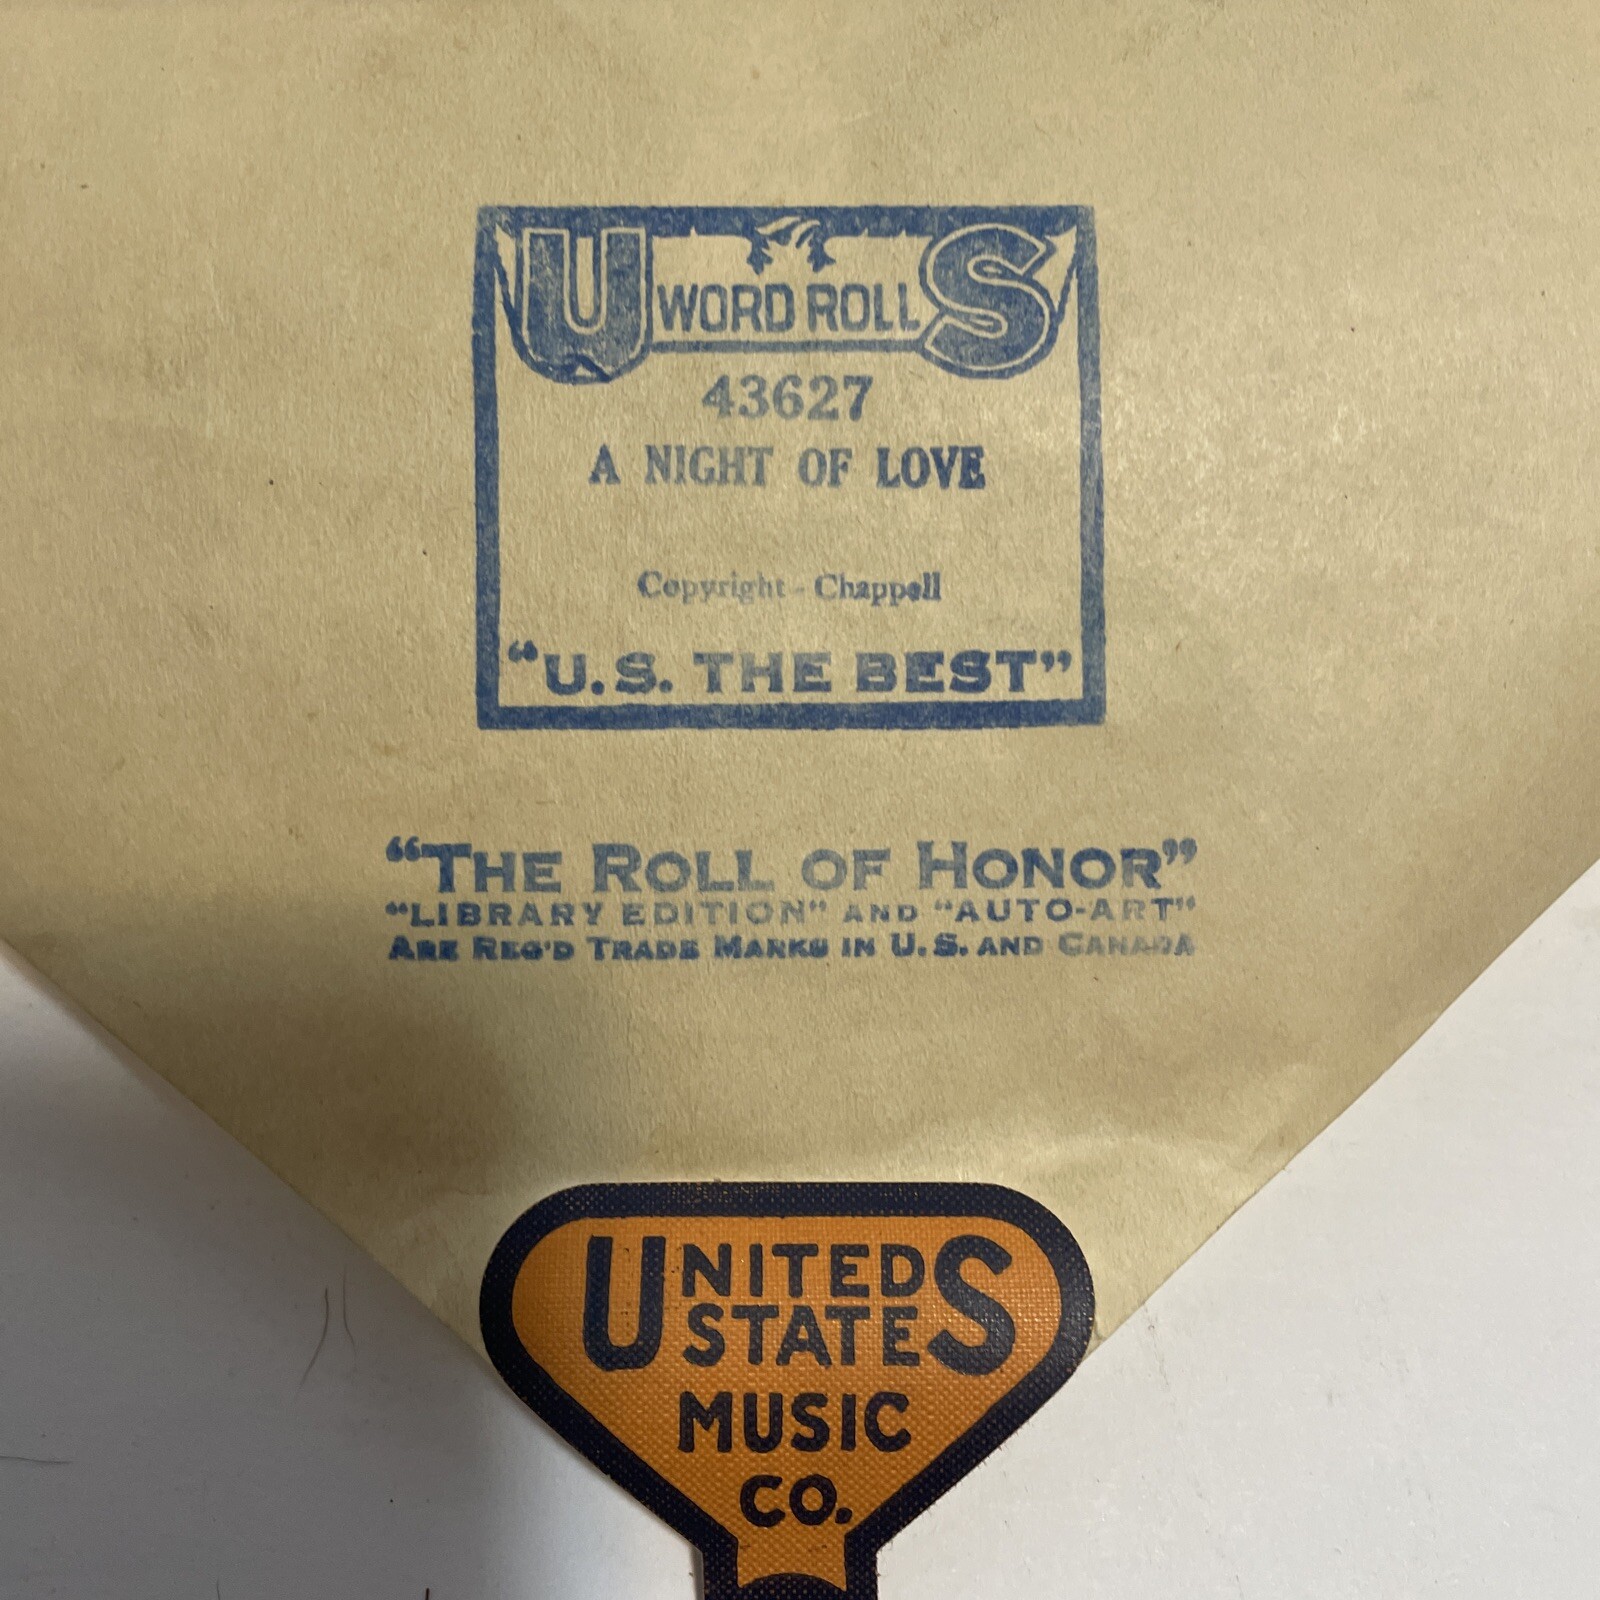 U WORD ROLL S
43627
A NIGHT OF LOVE
Copyright - Chappell
"U.S. THE BEST"
"THE ROLL OF HONOR"
"LIBRARY EDITION" AND "AUTO-ART"
ARE REG'D TRADE MARKS IN U.S. AND CANADA
UNITED
STATES
MUSIC
CO.